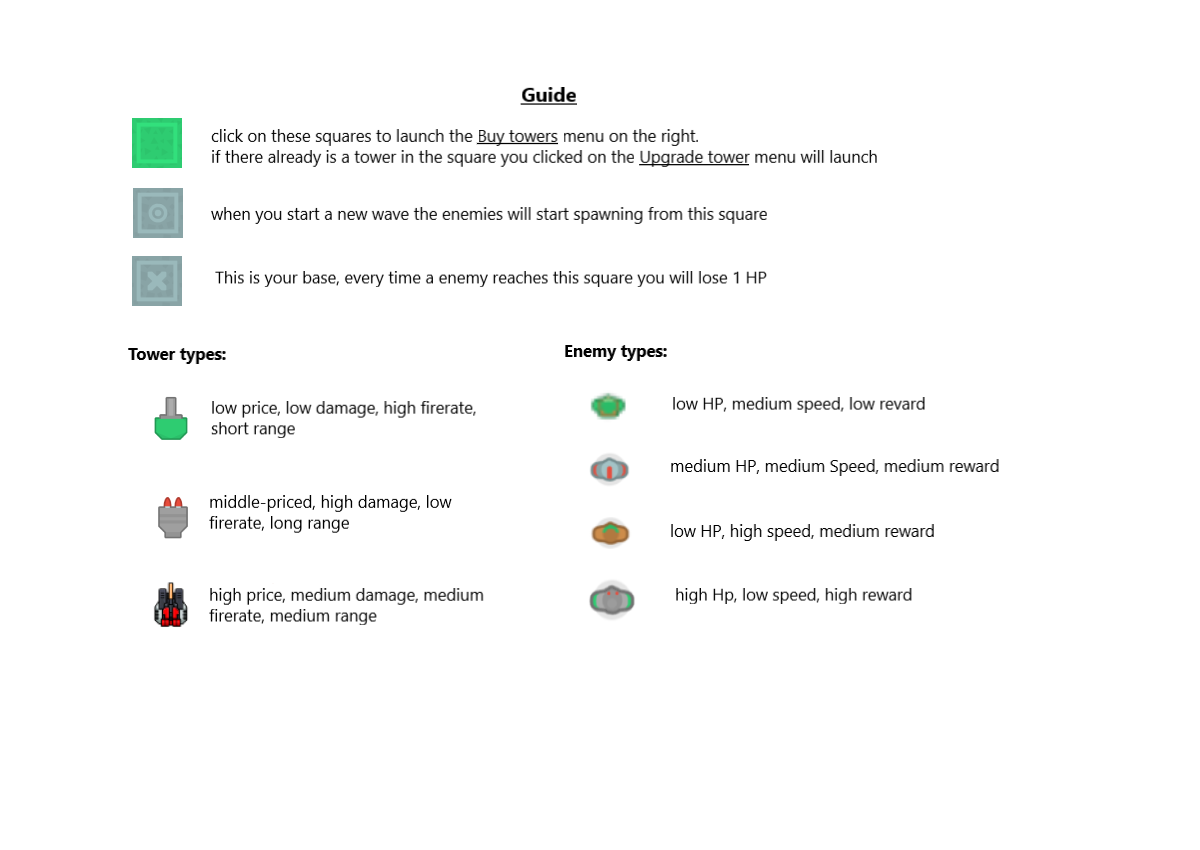 Guide
click on these squares to launch the Buy towers menu on the right.
if there already is a tower in the square you clicked on the Upgrade tower menu will launch
when you start a new wave the enemies will start spawning from this square
This is your base, every time a enemy reaches this square you will lose 1 HP
Tower types:
low price, low damage, high firerate,
short range
middle-priced, high damage, low
firerate, long range
high price, medium damage, medium
firerate, medium range
Enemy types:
low HP, medium speed, low revard
medium HP, medium Speed, medium reward
low HP, high speed, medium reward
high Hp, low speed, high reward